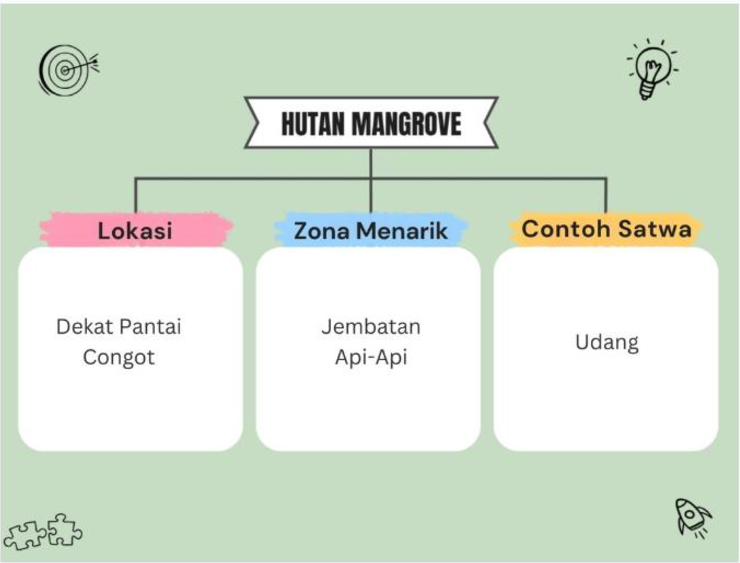 HUTAN MANGROVE
Lokasi
Dekat Pantai
Congot
Zona Menarik
Jembatan
Api-Api
Contoh Satwa
Udang